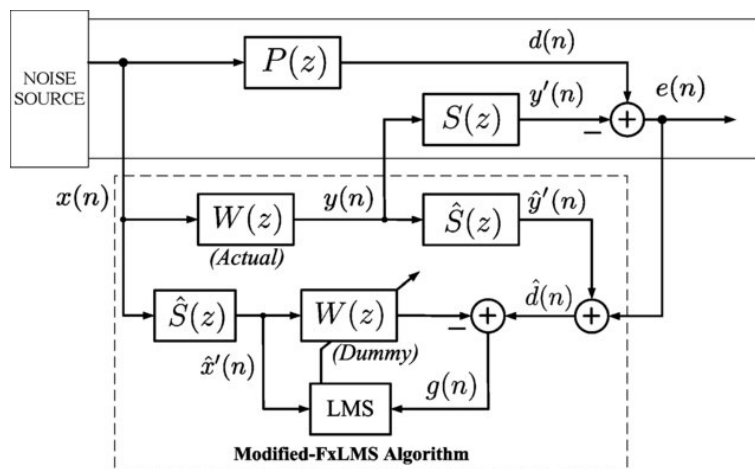 d(n)
NOISE SOURCE
P(z)
y′(n)
e(n)
S(z)
−
+
x(n)
y(n)
ŷ′(n)
W(z)
Ŝ(z)
(Actual)
d̂(n)
Ŝ(z)
W(z)
−
+
+
x̂′(n)
(Dummy)
g(n)
LMS
Modified-FxLMS Algorithm